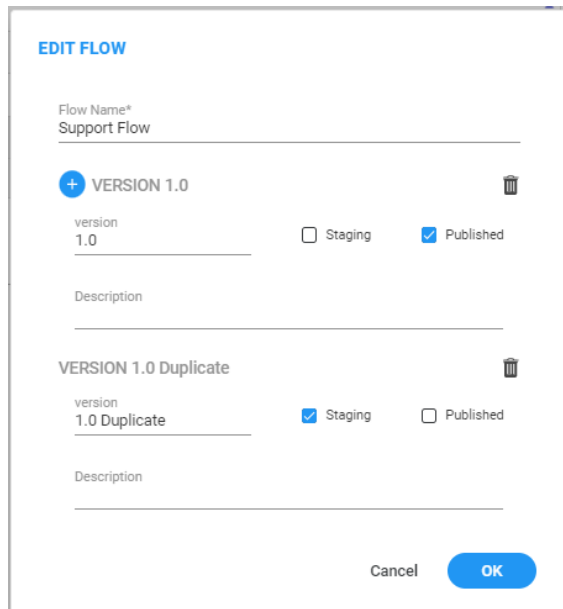 EDIT FLOW
Flow Name*
Support Flow
VERSION 1.0
version
1.0
Staging
Published
Description
VERSION 1.0 Duplicate
version
1.0 Duplicate
Staging
Published
Description
Cancel
OK